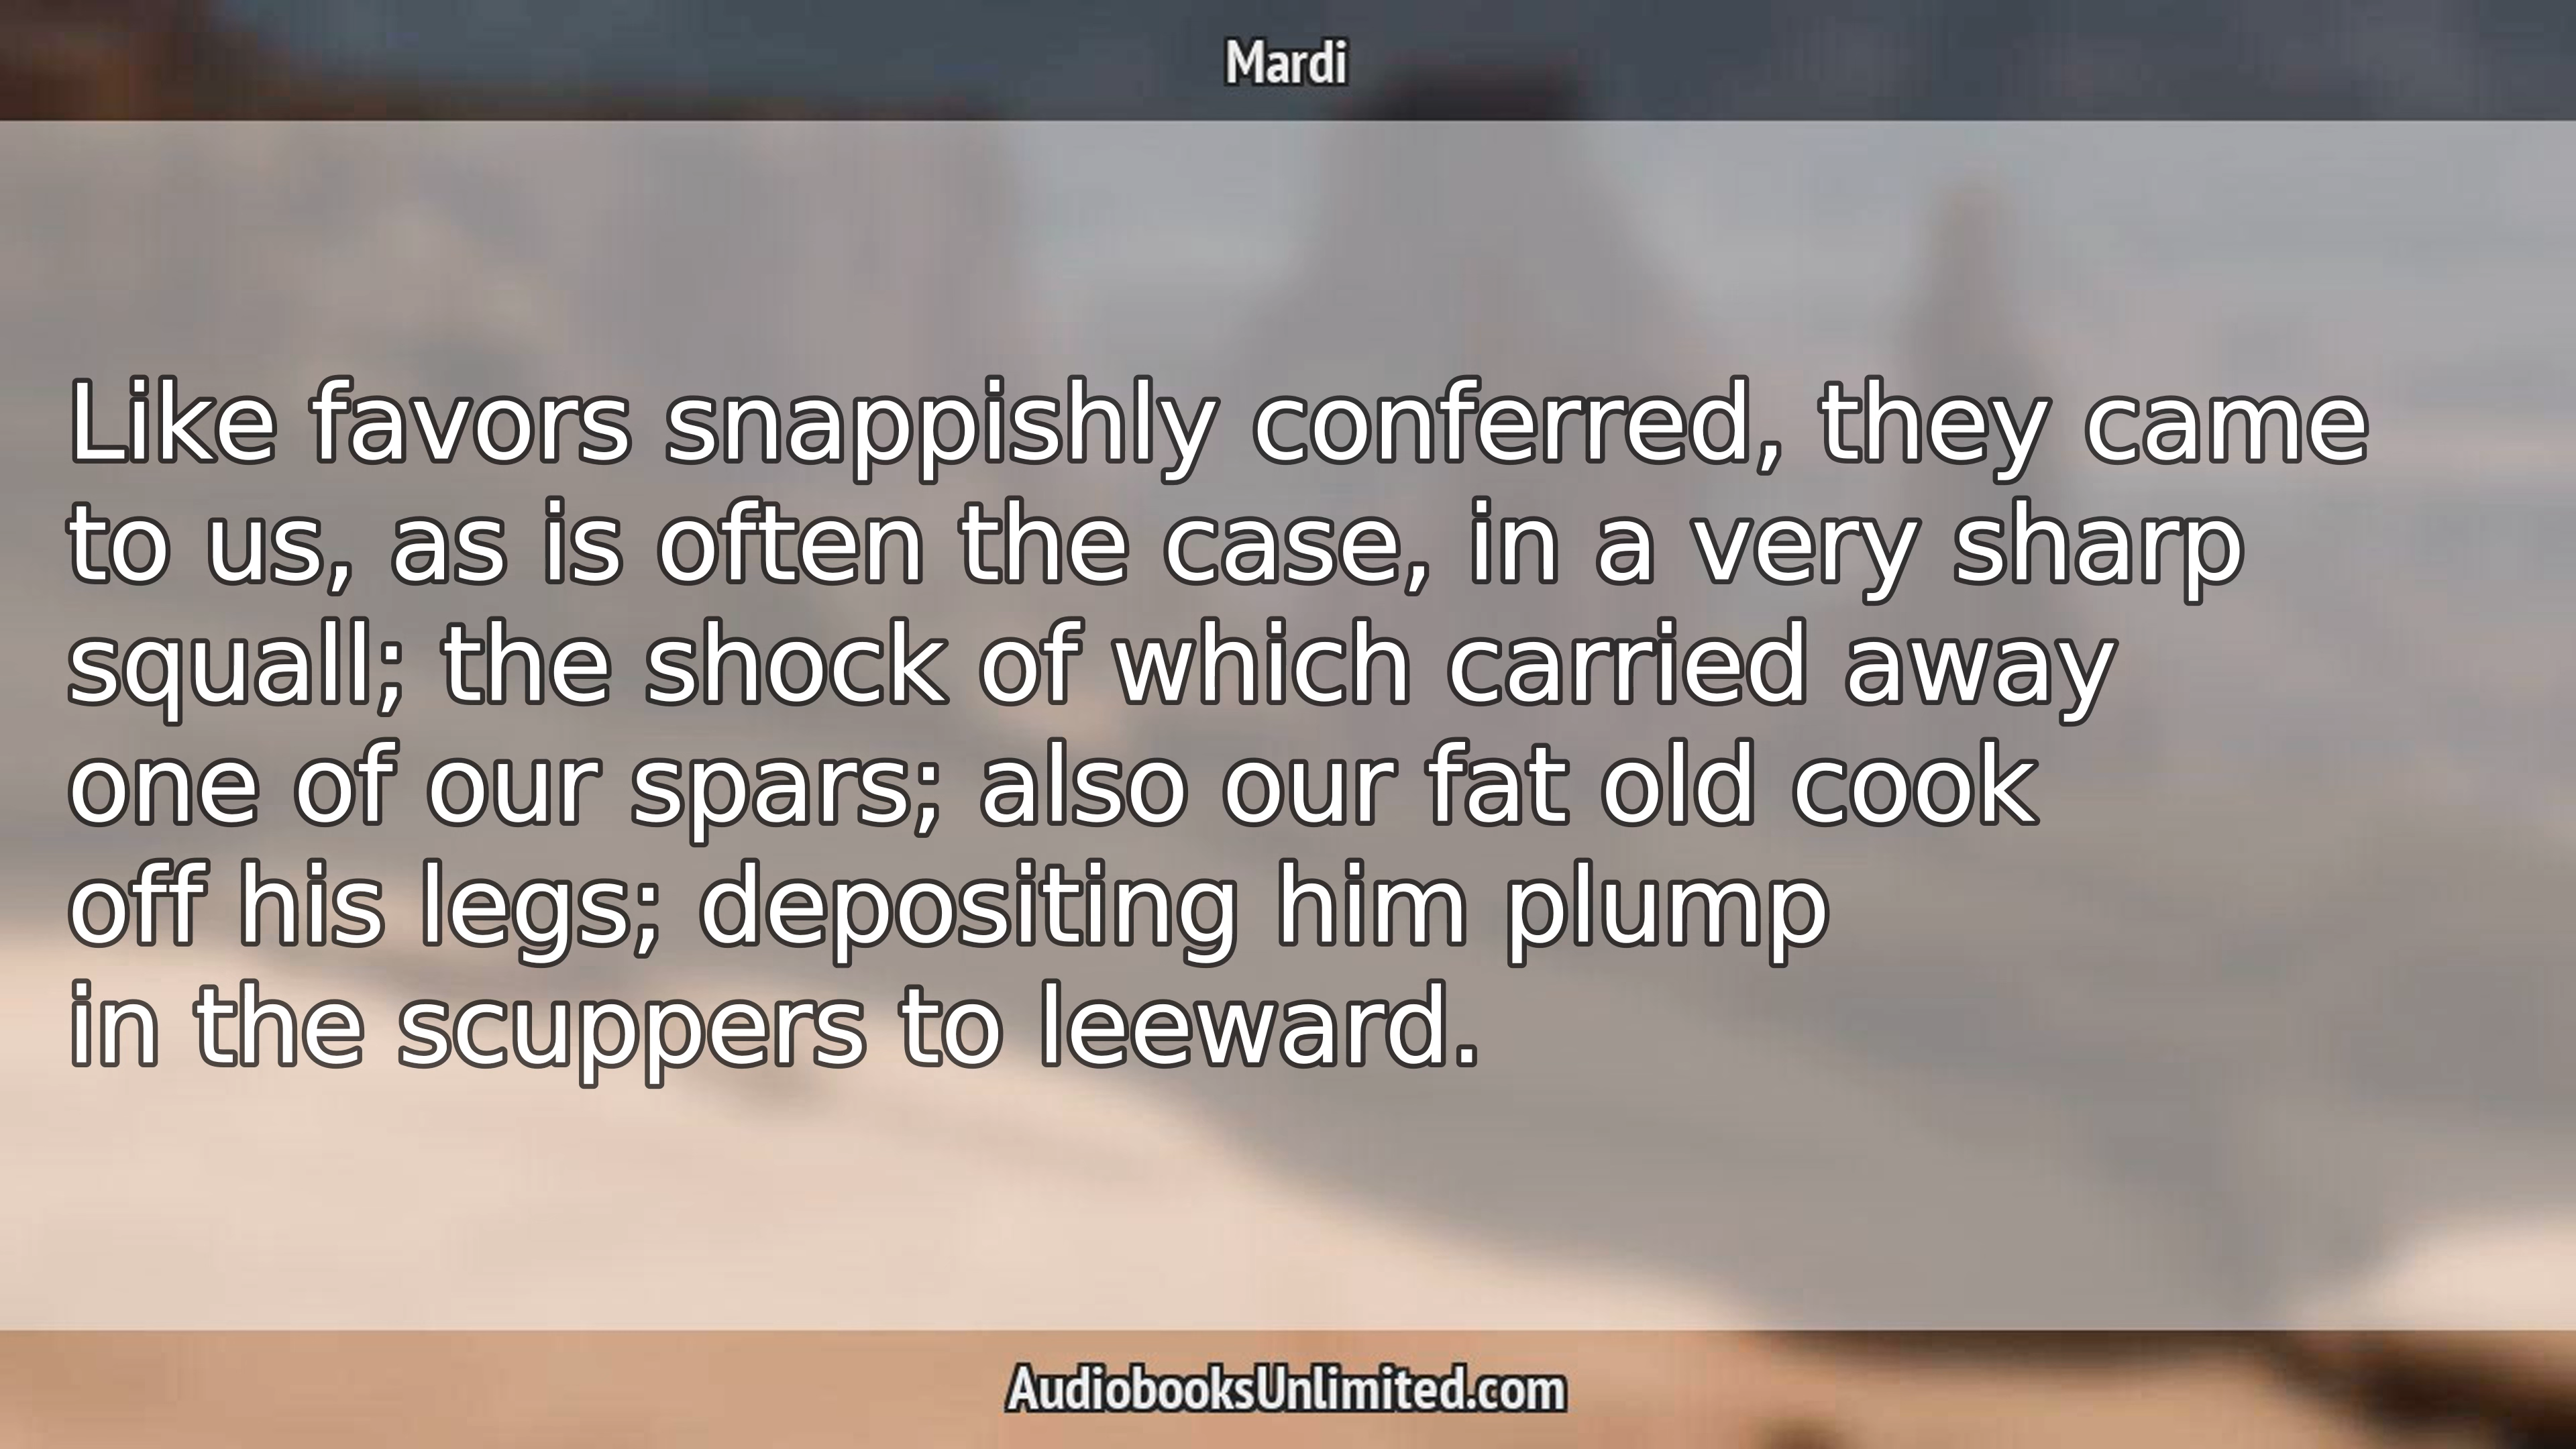 Mardi
Like favors snappishly conferred, they came
to us, as is often the case, in a very sharp
squall; the shock of which carried away
one of our spars; also our fat old cook
off his legs; depositing him plump
in the scuppers to leeward.
AudiobooksUnlimited.com